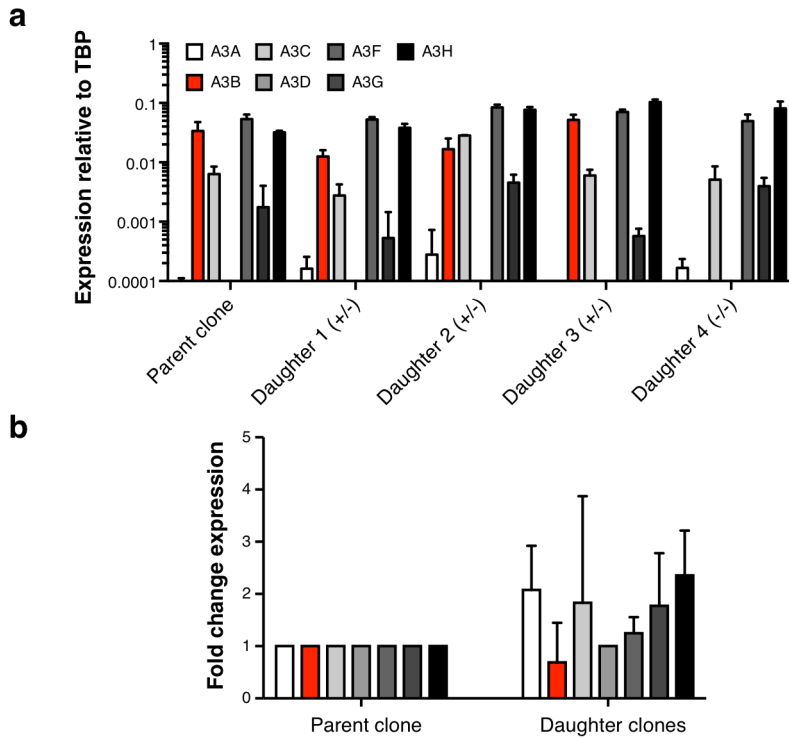 a
Expression relative to TBP
1
0.1
0.01
0.001
0.0001
A3A A3C A3F A3H
A3B A3D A3G
Parent clone
Daughter 1 (+/-)
Daughter 2 (+/-)
Daughter 3 (+/-)
Daughter 4 (-/-)
b
Fold change expression
5
4
3
2
1
0
Parent clone
Daughter clones